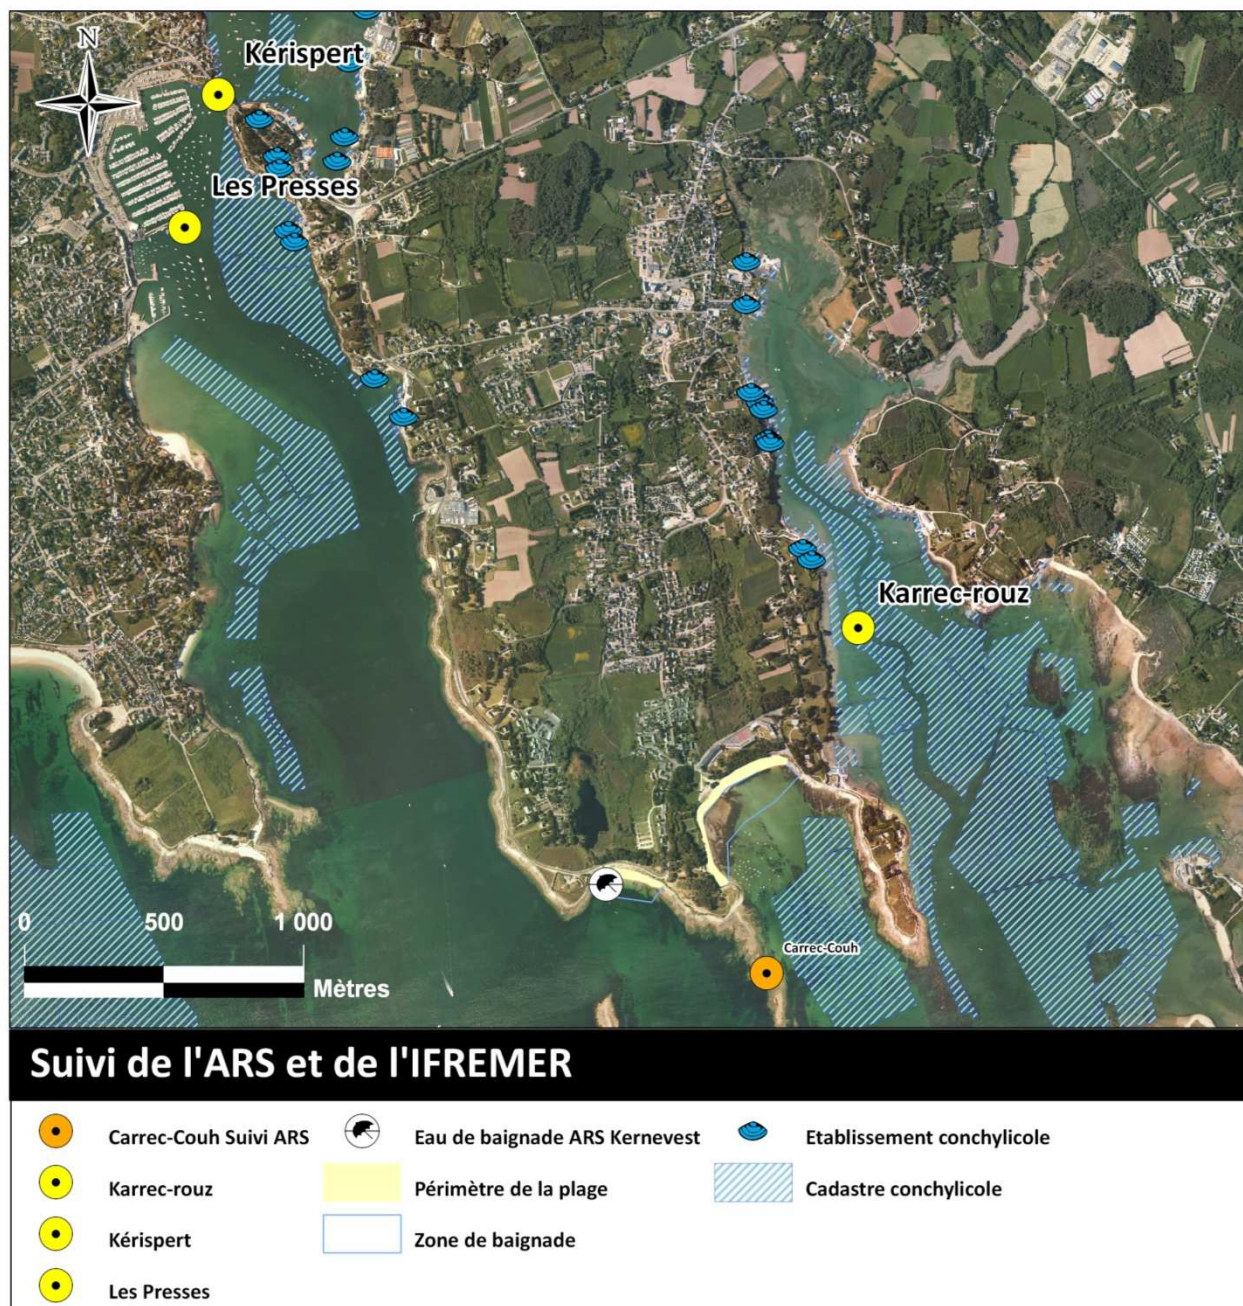 N
Kérispert
Les Presses
Karrec-rouz
Carrec-Couh
0 500 1 000
Mètres
Suivi de l'ARS et de l'IFREMER
Carrec-Couh Suivi ARS
Eau de baignade ARS Kernevest
Etablissement conchylicole
Karrec-rouz
Périmètre de la plage
Cadastre conchylicole
Kérispert
Zone de baignade
Les Presses